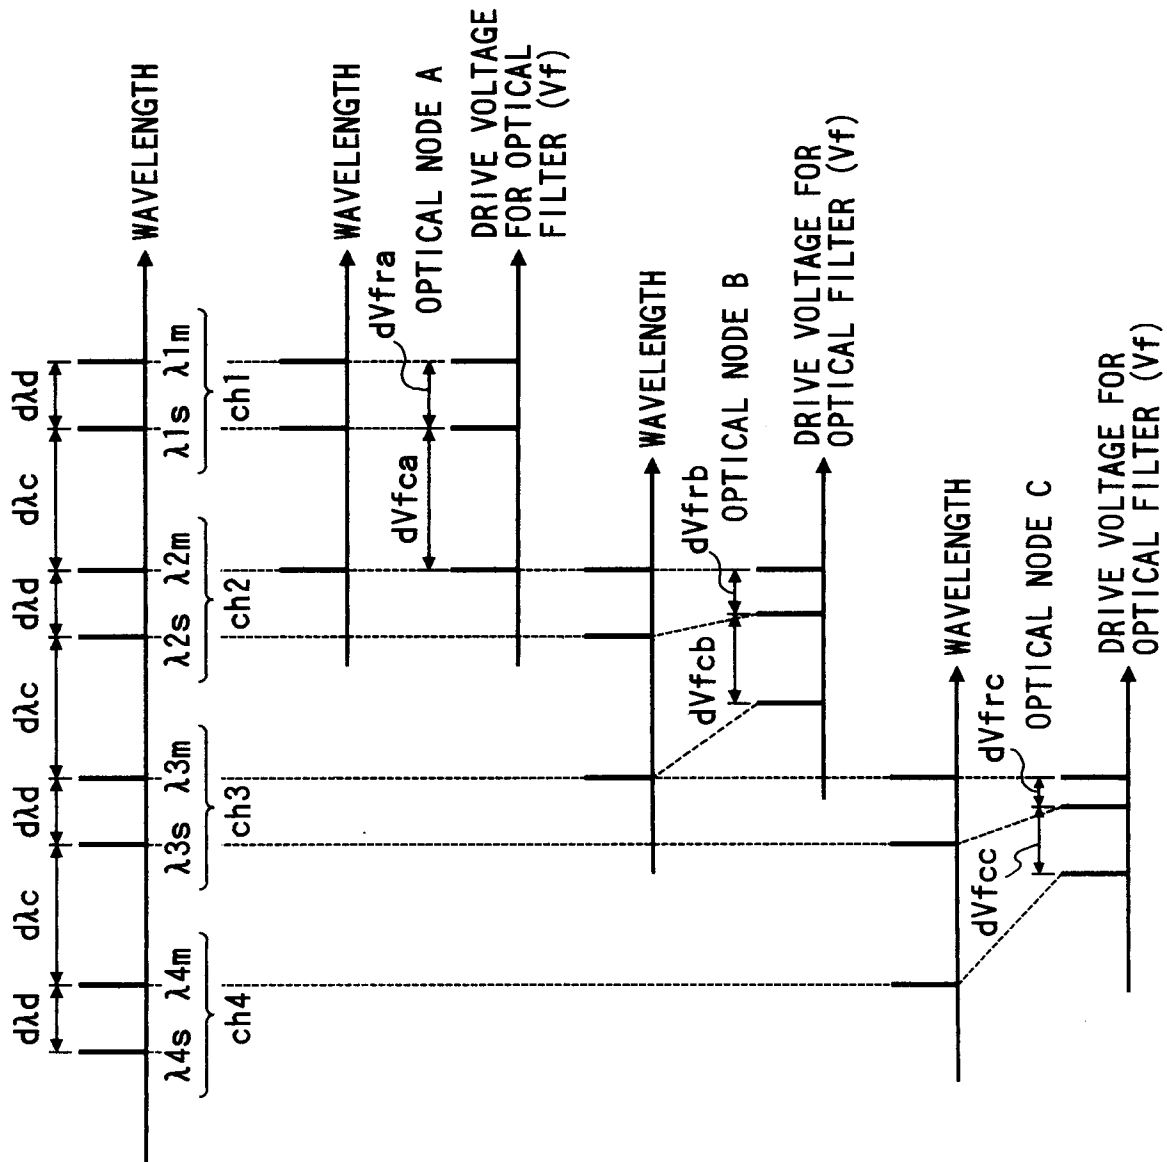 dλd
dλc
dλd
dλc
dλd
dλc
dλd
WAVELENGTH
λ4s
λ4m
λ3s
λ3m
λ2s
λ2m
λ1s
λ1m
ch4
ch3
ch2
ch1
WAVELENGTH
dVfca
dVfra
OPTICAL NODE A
DRIVE VOLTAGE
FOR OPTICAL
FILTER (Vf)
WAVELENGTH
dVfcb
dVfrb
OPTICAL NODE B
DRIVE VOLTAGE FOR
OPTICAL FILTER (Vf)
WAVELENGTH
dVfcc
dVfrc
OPTICAL NODE C
DRIVE VOLTAGE FOR
OPTICAL FILTER (Vf)